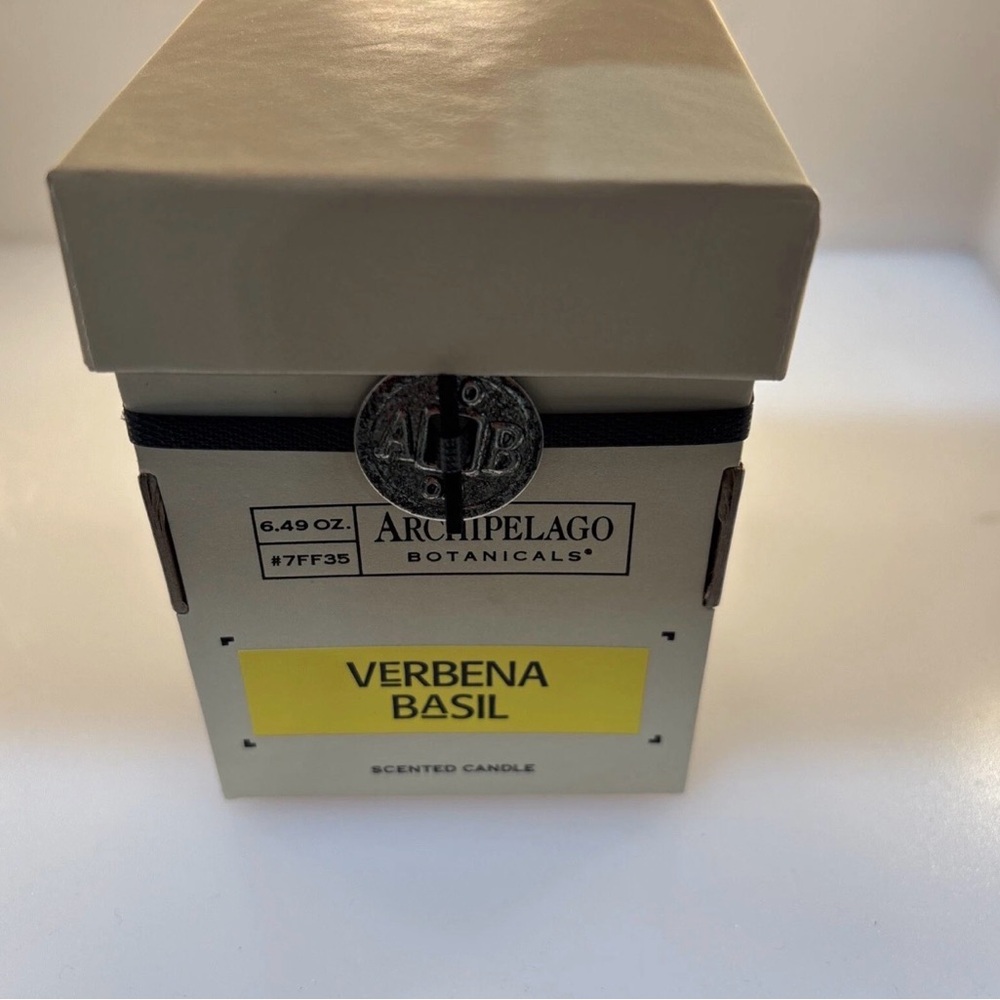 AB
6.49 OZ.
#7FF35
ARCHIPELAGO
BOTANICALS®
VERBENA
BASIL
SCENTED CANDLE